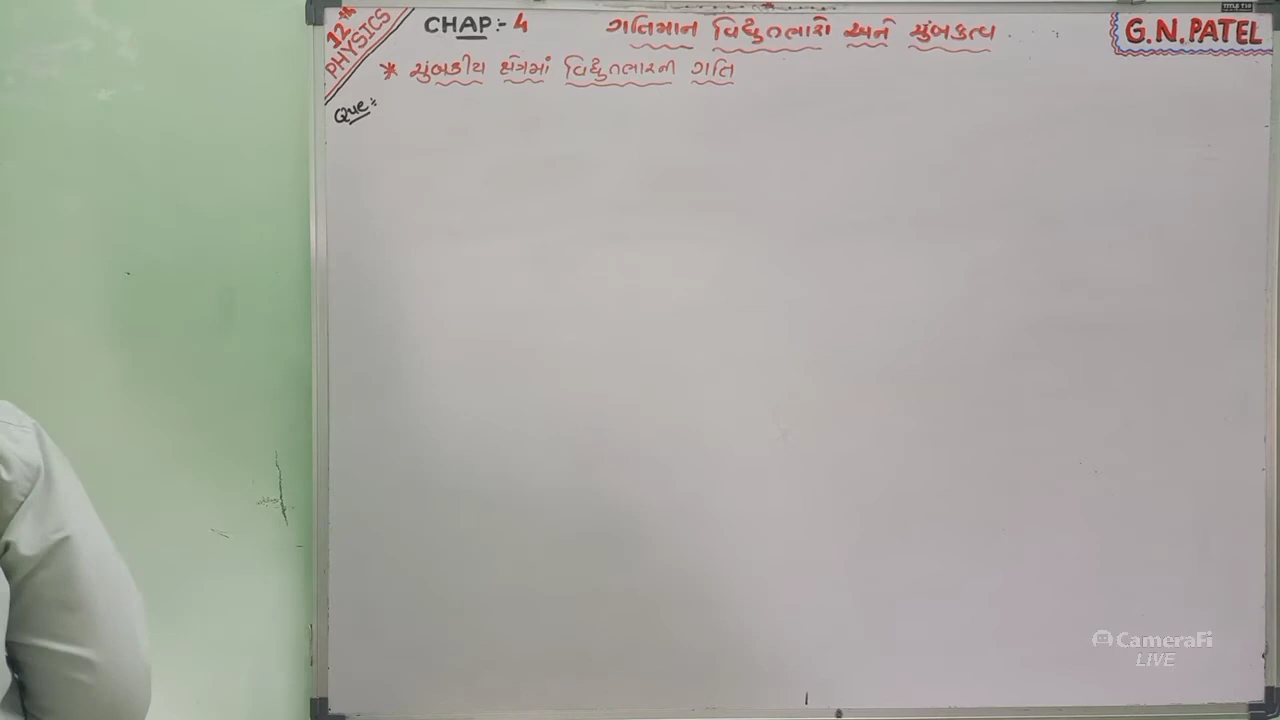 12th PHYSICS
CHAP:- 4 ગતિમાન વિદ્યુતભારો અને ચુંબકત્વ
G.N.PATEL
* ચુંબકીય ક્ષેત્રમાં વિદ્યુતભારની ગતિ
Que:
CameraFi
LIVE